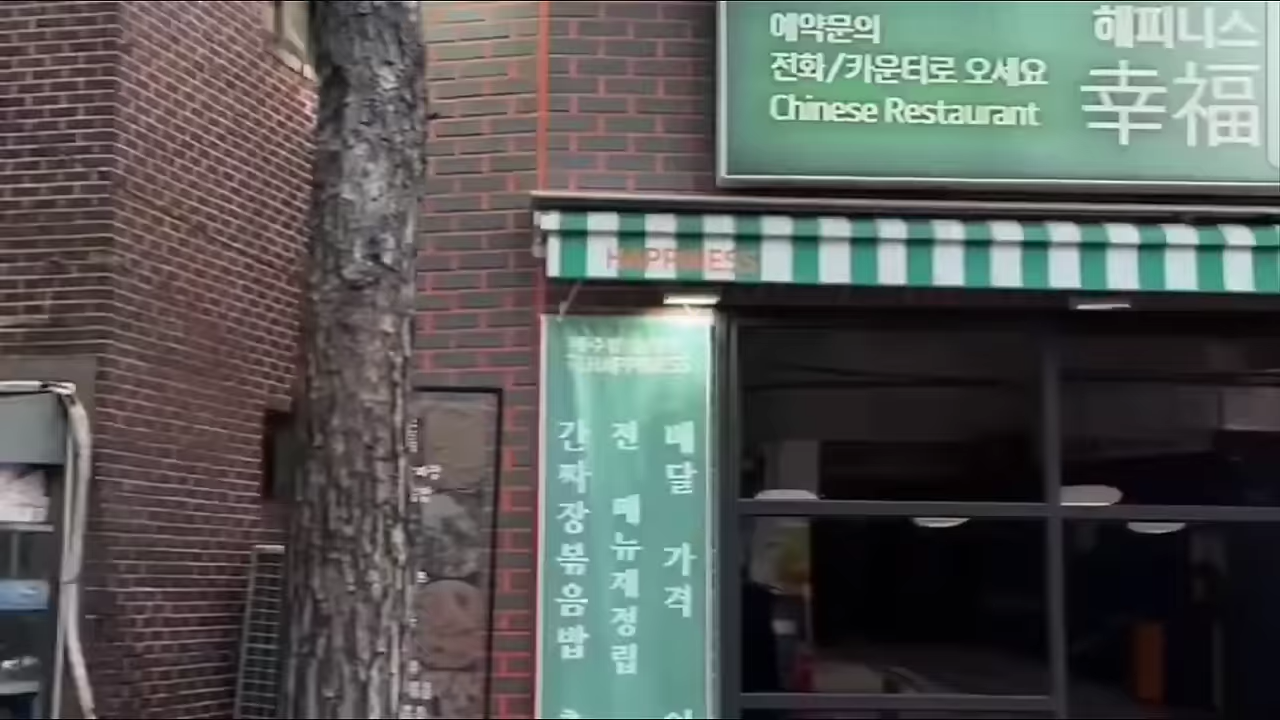 예약문의
전화/카운터로 오세요
Chinese Restaurant
해피니스
幸福
HAPPINESS
배달 가격
전 메뉴재정립
간짜장볶음밥